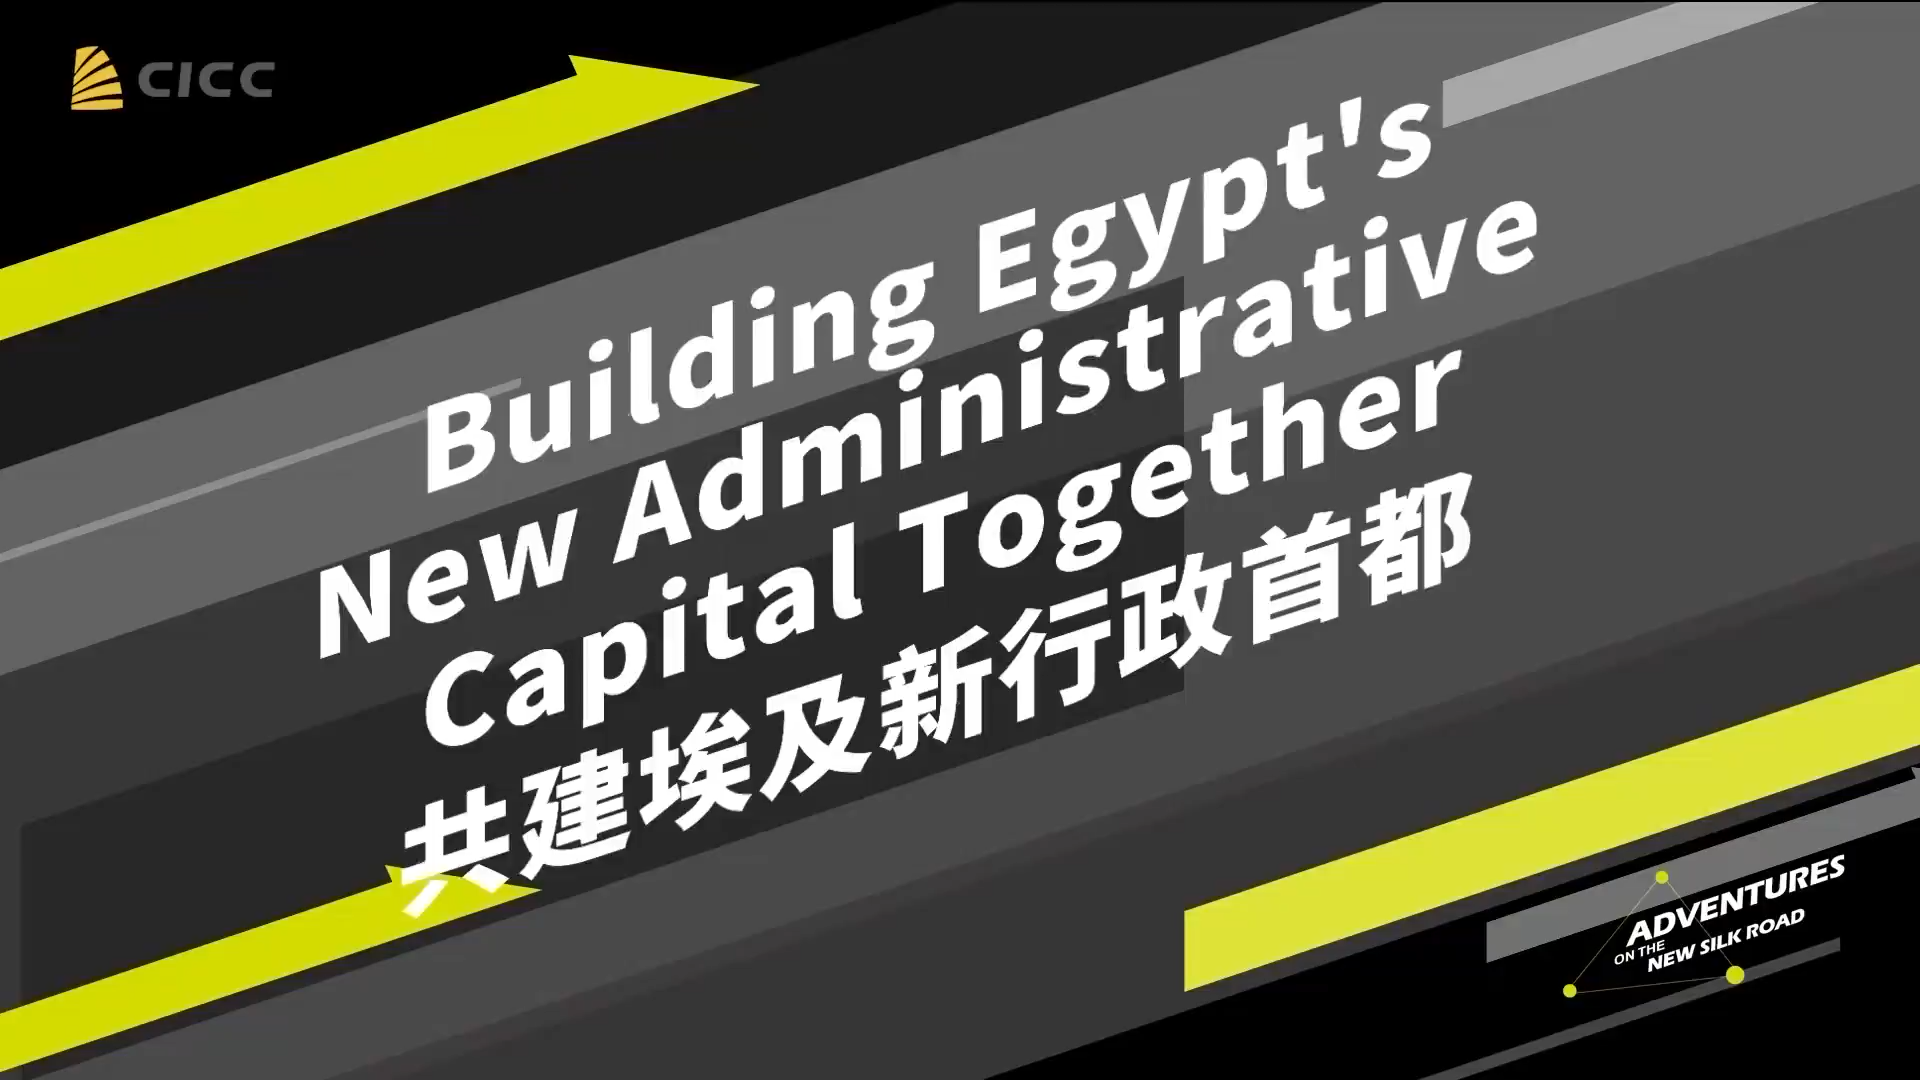 CICC
Building Egypt's
New Administrative
Capital Together
共建埃及新行政首都
ADVENTURES
ON THE
NEW SILK ROAD